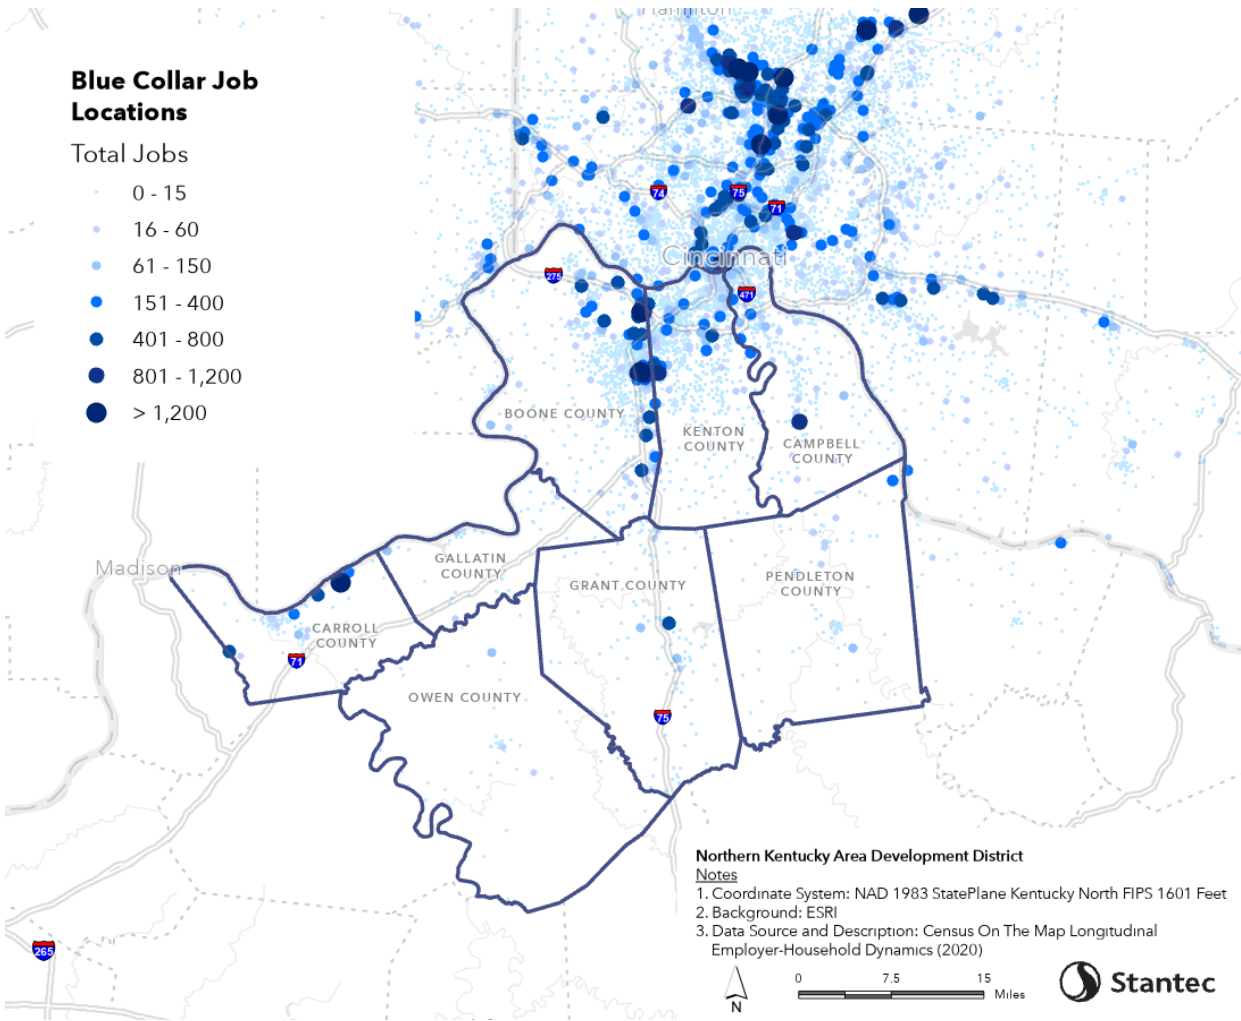 Hamilton
Blue Collar Job
Locations
Total Jobs
0 - 15
16 - 60
61 - 150
151 - 400
401 - 800
801 - 1,200
> 1,200
74
75
71
Cincinnati
275
471
BOONE COUNTY
KENTON
COUNTY
CAMPBELL
COUNTY
Madison
GALLATIN
COUNTY
GRANT COUNTY
PENDLETON
COUNTY
CARROLL
COUNTY
71
OWEN COUNTY
75
Northern Kentucky Area Development District
Notes
1. Coordinate System: NAD 1983 StatePlane Kentucky North FIPS 1601 Feet
2. Background: ESRI
3. Data Source and Description: Census On The Map Longitudinal
Employer-Household Dynamics (2020)
265
0 7.5 15
Miles
N
Stantec